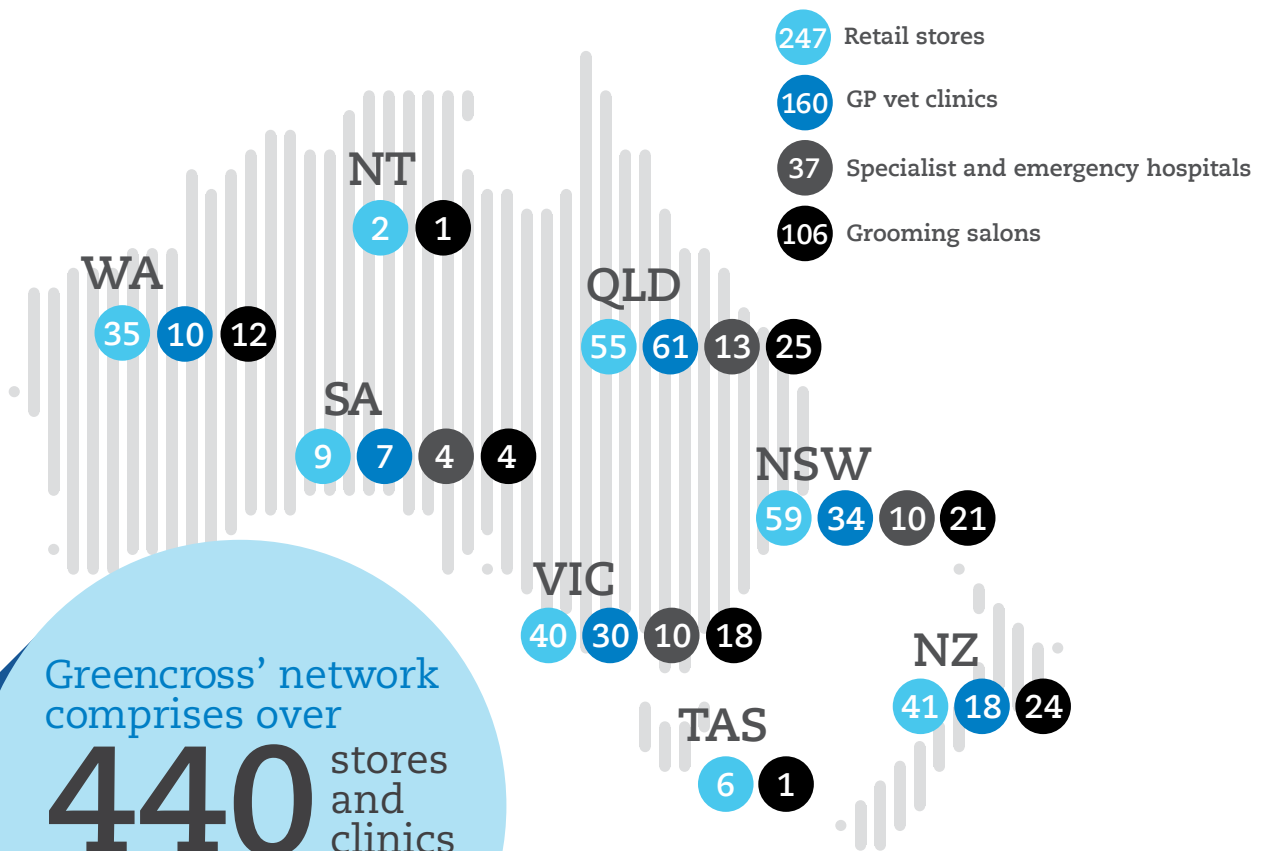 247 Retail stores
160 GP vet clinics
37 Specialist and emergency hospitals
106 Grooming salons
NT
2 1
WA
35 10 12
QLD
55 61 13 25
SA
9 7 4 4
NSW
59 34 10 21
VIC
40 30 10 18
NZ
41 18 24
TAS
6 1
Greencross’ network
comprises over
440 stores
and
clinics